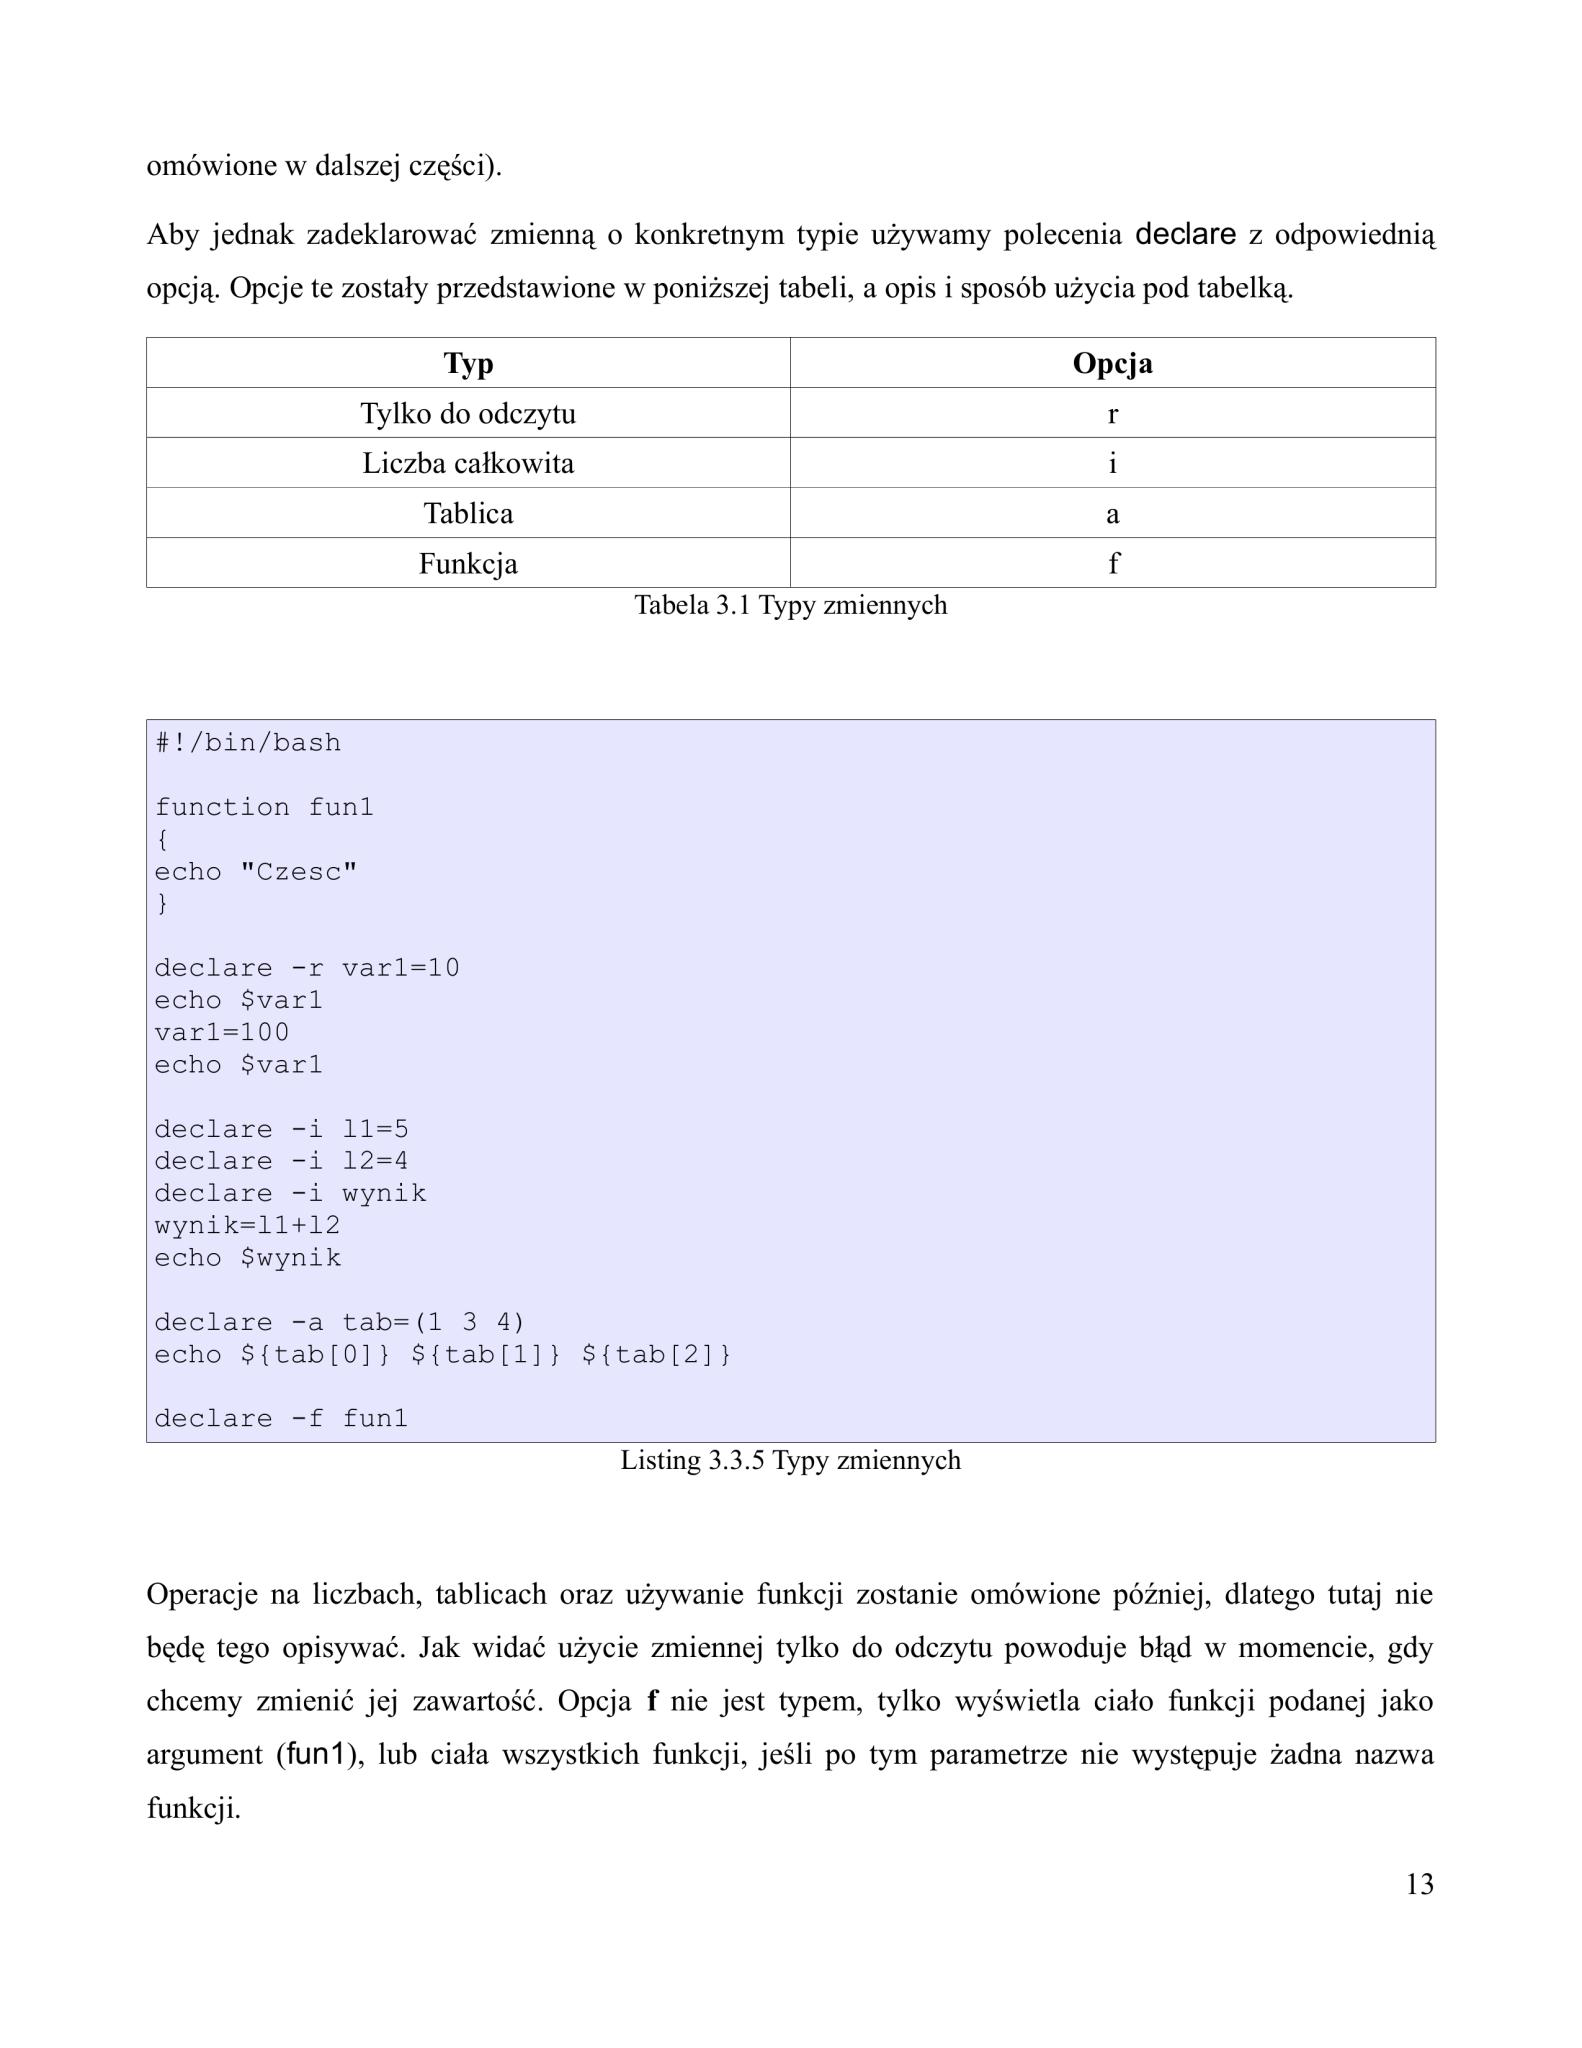 omówione w dalszej części).
Aby jednak zadeklarować zmienną o konkretnym typie używamy polecenia declare z odpowiednią
opcją. Opcje te zostały przedstawione w poniższej tabeli, a opis i sposób użycia pod tabelką.
Typ Opcja
Tylko do odczytu r
Liczba całkowita i
Tablica a
Funkcja f
Tabela 3.1 Typy zmiennych
#!/bin/bash
function fun1
{
echo "Czesc"
}
declare -r var1=10
echo $var1
var1=100
echo $var1
declare -i l1=5
declare -i l2=4
declare -i wynik
wynik=l1+l2
echo $wynik
declare -a tab=(1 3 4)
echo ${tab[0]} ${tab[1]} ${tab[2]}
declare -f fun1
Listing 3.3.5 Typy zmiennych
Operacje na liczbach, tablicach oraz używanie funkcji zostanie omówione później, dlatego tutaj nie
będę tego opisywać. Jak widać użycie zmiennej tylko do odczytu powoduje błąd w momencie, gdy
chcemy zmienić jej zawartość. Opcja f nie jest typem, tylko wyświetla ciało funkcji podanej jako
argument (fun1), lub ciała wszystkich funkcji, jeśli po tym parametrze nie występuje żadna nazwa
funkcji.
13